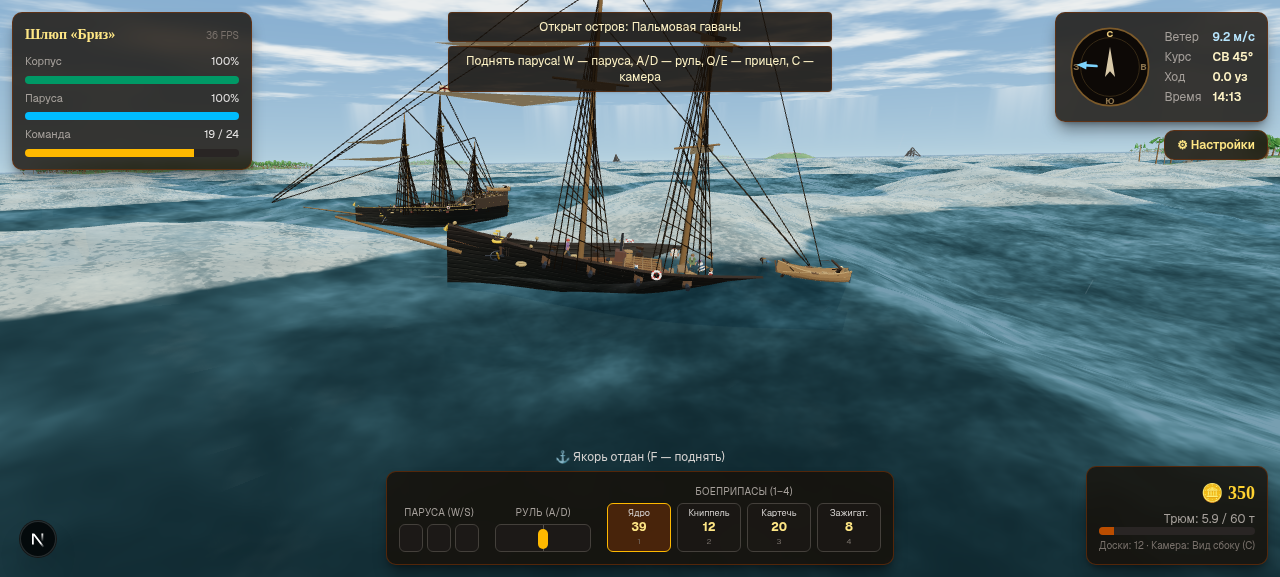 Шлюп «Бриз»
36 FPS
Корпус
100%
Паруса
100%
Команда
19 / 24
Открыт остров: Пальмовая гавань!
Поднять паруса! W — паруса, A/D — руль, Q/E — прицел, C —
камера
С
З
В
Ю
Ветер 9.2 м/с
Курс СВ 45°
Ход 0.0 уз
Время 14:13
⚙ Настройки
⚓ Якорь отдан (F — поднять)
ПАРУСА (W/S)
РУЛЬ (A/D)
БОЕПРИПАСЫ (1–4)
Ядро
39
1
Книппель
12
2
Картечь
20
3
Зажигат.
8
4
🪙 350
Трюм: 5.9 / 60 т
Доски: 12 · Камера: Вид сбоку (C)
N